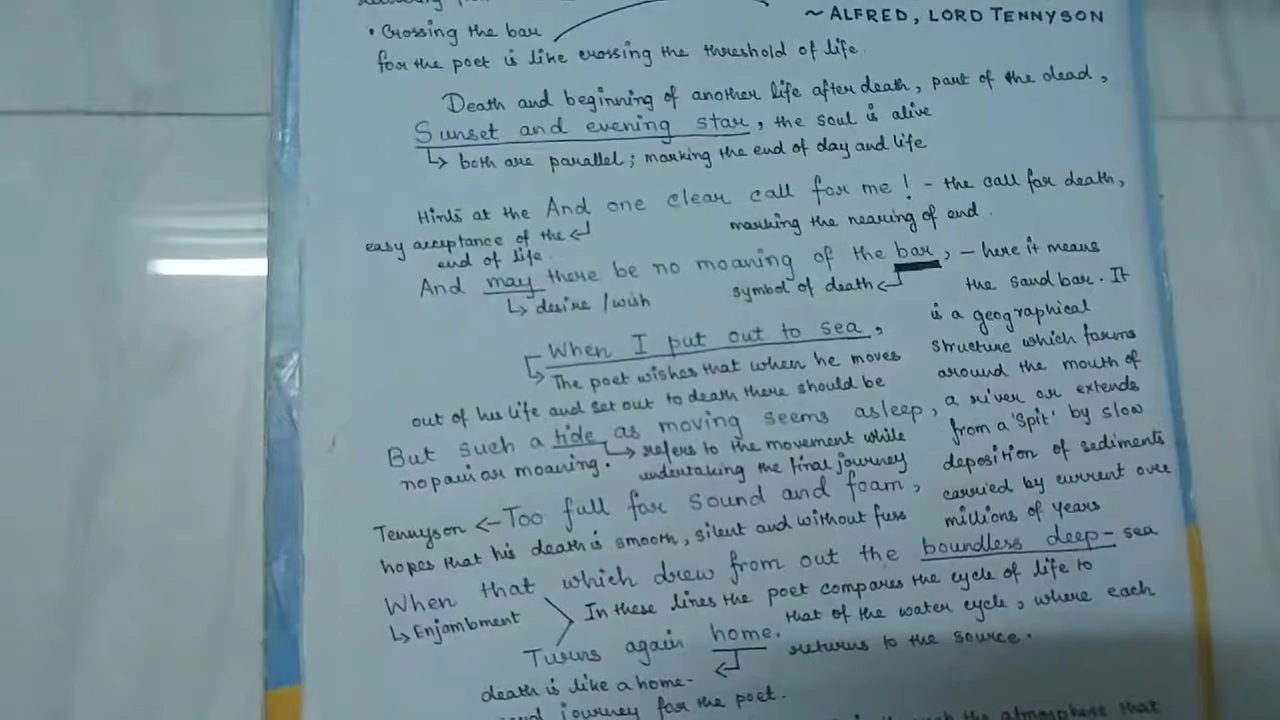 ~ ALFRED, LORD TENNYSON
• Crossing the bar
for the poet is like crossing the threshold of life.
Death and beginning of another life after death, part of the dead,
Sunset and evening star, the soul is alive
↳ both are parallel; marking the end of day and life
Hints at the And one clear call for me! - the call for death,
easy acceptance of the marking the nearing of end.
end of life.
And may there be no moaning of the bar, - here it means
↳ desire / wish symbol of death the sand bar. It
is a geographical
When I put out to sea, structure which forms
↳ The poet wishes that when he moves around the mouth of
out of his life and set out to death there should be a river or extends
But such a tide as moving seems asleep, from a 'spit' by slow
no pain or moaning. ↳ refers to the movement while deposition of sediments
undertaking the final journey carried by current over
Tennyson ← Too full for sound and foam, millions of years
hopes that his death is smooth, silent and without fuss
When that which drew from out the boundless deep - sea
↳ Enjambment In these lines the poet compares the cycle of life to
that of the water cycle, where each
Turns again home. returns to the source.
death is like a home-
journey for the poet.
the atmosphere that